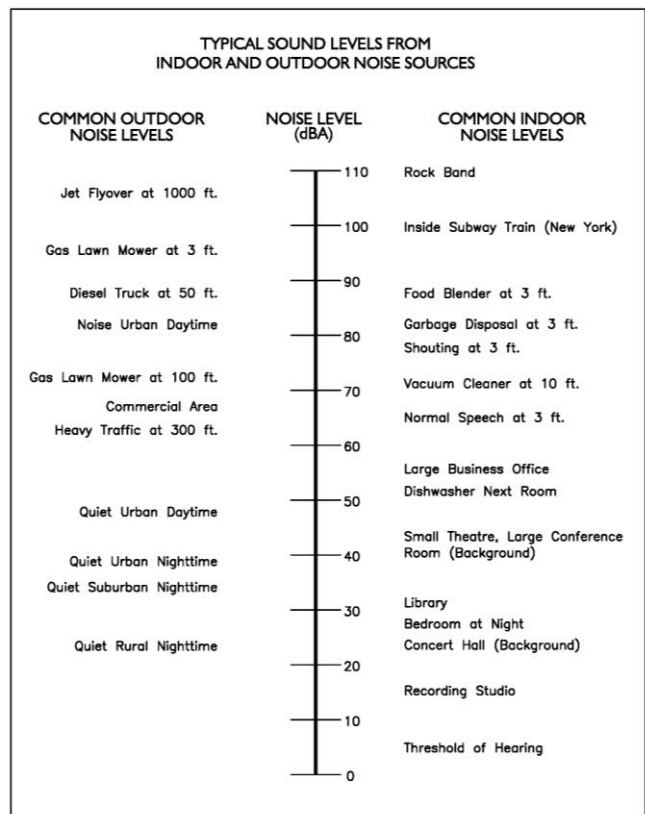 TYPICAL SOUND LEVELS FROM
INDOOR AND OUTDOOR NOISE SOURCES
COMMON OUTDOOR
NOISE LEVELS
NOISE LEVEL
(dBA)
COMMON INDOOR
NOISE LEVELS
110
Rock Band
Jet Flyover at 1000 ft.
100
Inside Subway Train (New York)
Gas Lawn Mower at 3 ft.
90
Diesel Truck at 50 ft.
Food Blender at 3 ft.
Noise Urban Daytime
Garbage Disposal at 3 ft.
80
Shouting at 3 ft.
Gas Lawn Mower at 100 ft.
Vacuum Cleaner at 10 ft.
70
Commercial Area
Normal Speech at 3 ft.
Heavy Traffic at 300 ft.
60
Large Business Office
Dishwasher Next Room
50
Quiet Urban Daytime
Small Theatre, Large Conference
Room (Background)
40
Quiet Urban Nighttime
Quiet Suburban Nighttime
Library
30
Bedroom at Night
Quiet Rural Nighttime
Concert Hall (Background)
20
Recording Studio
10
Threshold of Hearing
0